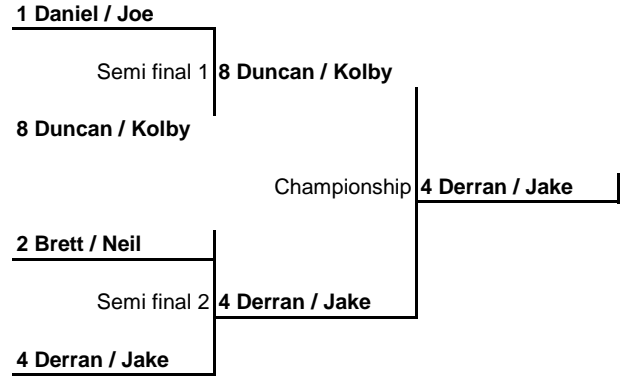 1 Daniel / Joe
Semi final 1 8 Duncan / Kolby
8 Duncan / Kolby
Championship 4 Derran / Jake
2 Brett / Neil
Semi final 2 4 Derran / Jake
4 Derran / Jake